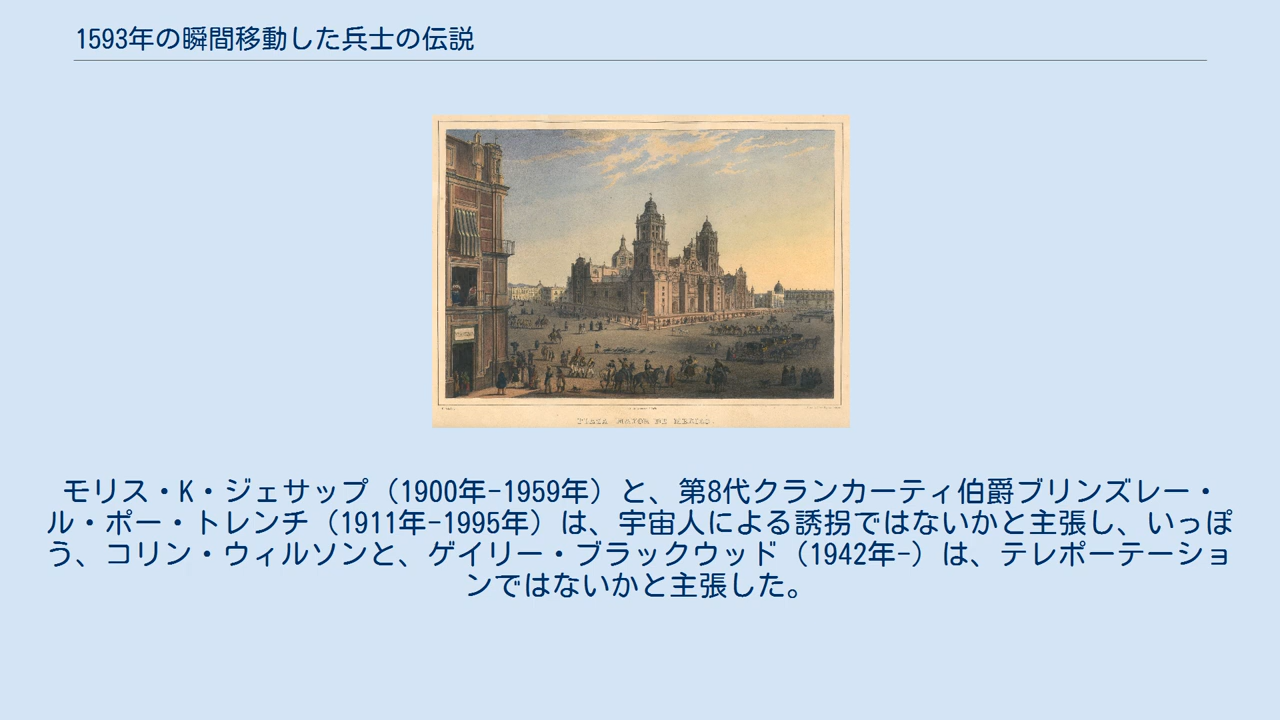 1593年の瞬間移動した兵士の伝説
PLAZA MAYOR DE MEXICO.
モリス・K・ジェサップ（1900年-1959年）と、第8代クランカーティ伯爵ブリンズレー・
ル・ポー・トレンチ（1911年-1995年）は、宇宙人による誘拐ではないかと主張し、いっぽ
う、コリン・ウィルソンと、ゲイリー・ブラックウッド（1942年-）は、テレポーテーショ
ンではないかと主張した。